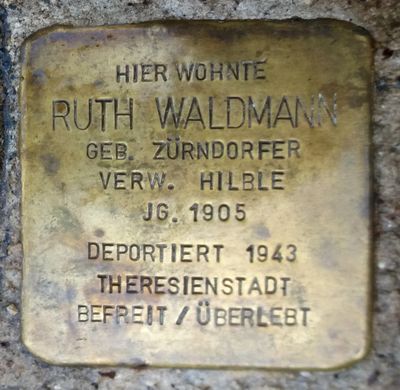 HIER WOHNTE
RUTH WALDMANN
GEB. ZÜRNDORFER
VERW. HILBLE
JG. 1905
DEPORTIERT 1943
THERESIENSTADT
BEFREIT / ÜBERLEBT